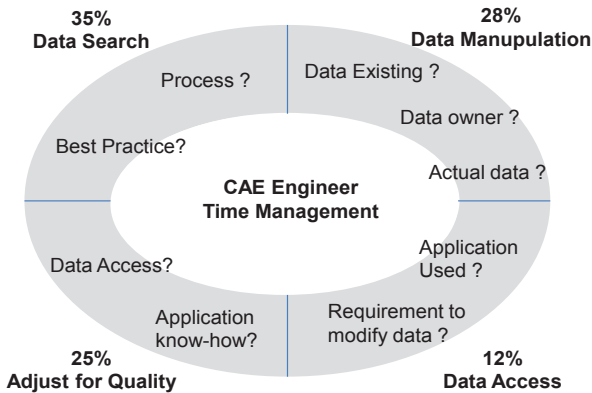 35%
Data Search
28%
Data Manupulation
Process ?
Data Existing ?
Best Practice?
Data owner ?
Actual data ?
CAE Engineer
Time Management
Data Access?
Application
know-how?
Application
Used ?
Requirement to
modify data ?
25%
Adjust for Quality
12%
Data Access